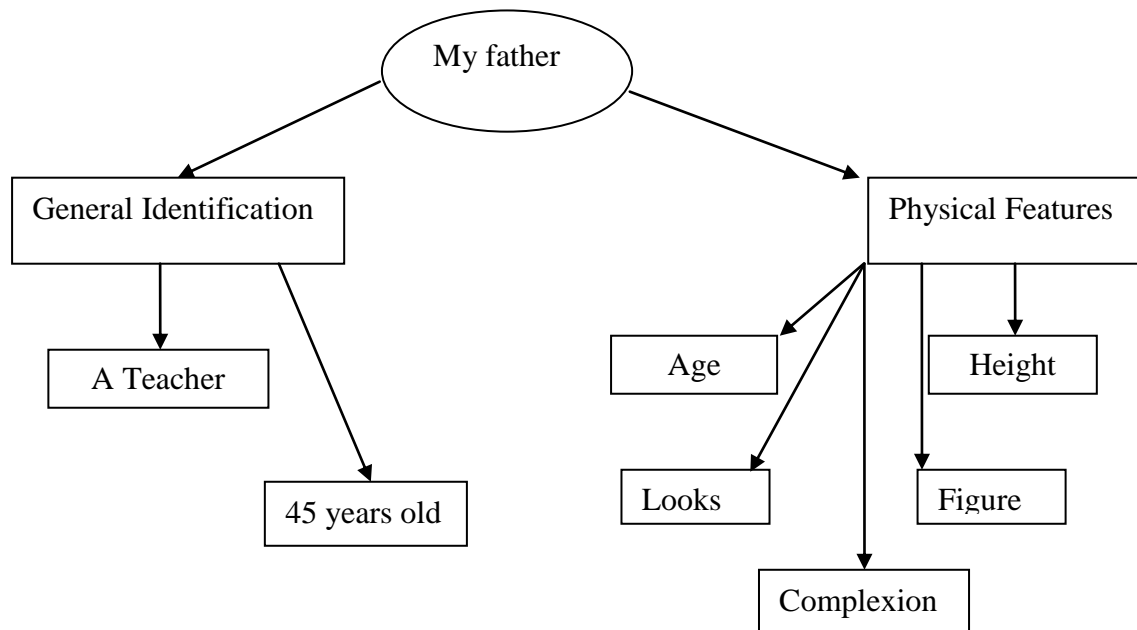 My father
General Identification
Physical Features
A Teacher
Age
Height
45 years old
Looks
Figure
Complexion